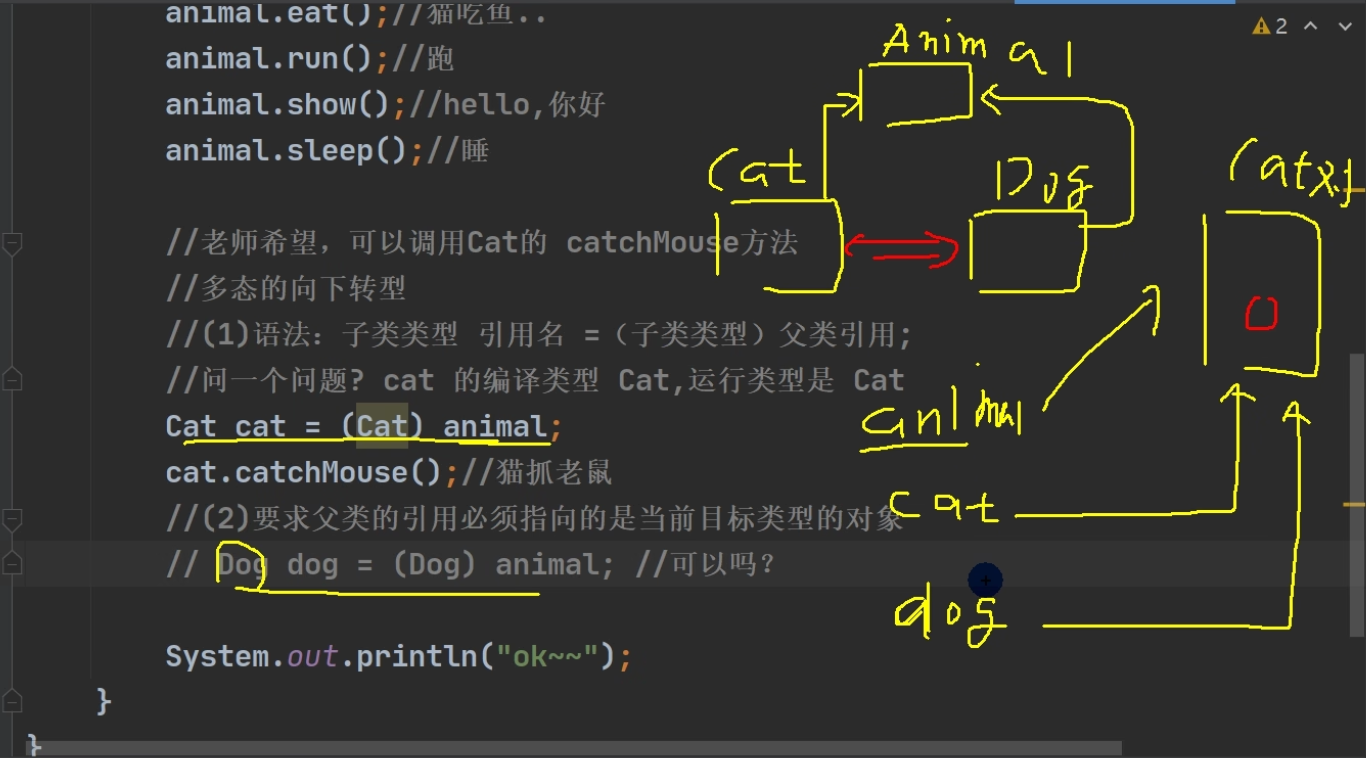 animal.eat();//猫吃鱼..
animal.run();//跑
animal.show();//hello,你好
animal.sleep();//睡
//老师希望，可以调用Cat的 catchMouse方法
//多态的向下转型
//(1)语法：子类类型 引用名 =（子类类型）父类引用;
//问一个问题? cat 的编译类型 Cat,运行类型是 Cat
Cat cat = (Cat) animal;
cat.catchMouse();//猫抓老鼠
//(2)要求父类的引用必须指向的是当前目标类型的对象
// Dog dog = (Dog) animal; //可以吗?
System.out.println("ok~~");
}
}
2
Animal
Cat
Dog
Cat
animal
cat
dog